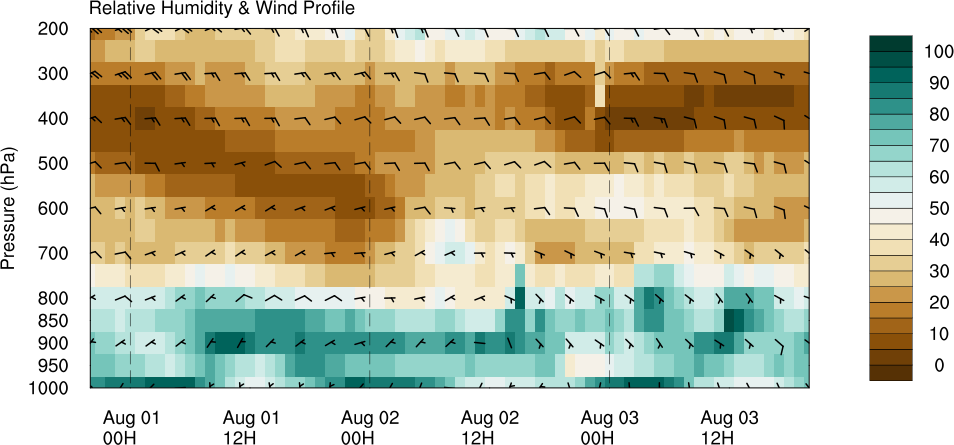 Relative Humidity & Wind Profile
200
300
400
500
600
700
800
850
900
950
1000
Pressure (hPa)
Aug 01 00H
Aug 01 12H
Aug 02 00H
Aug 02 12H
Aug 03 00H
Aug 03 12H
100
90
80
70
60
50
40
30
20
10
0